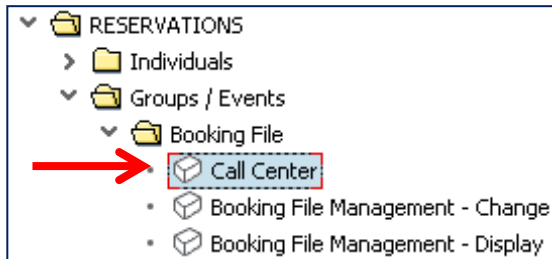 RESERVATIONS
Individuals
Groups / Events
Booking File
Call Center
Booking File Management - Change
Booking File Management - Display